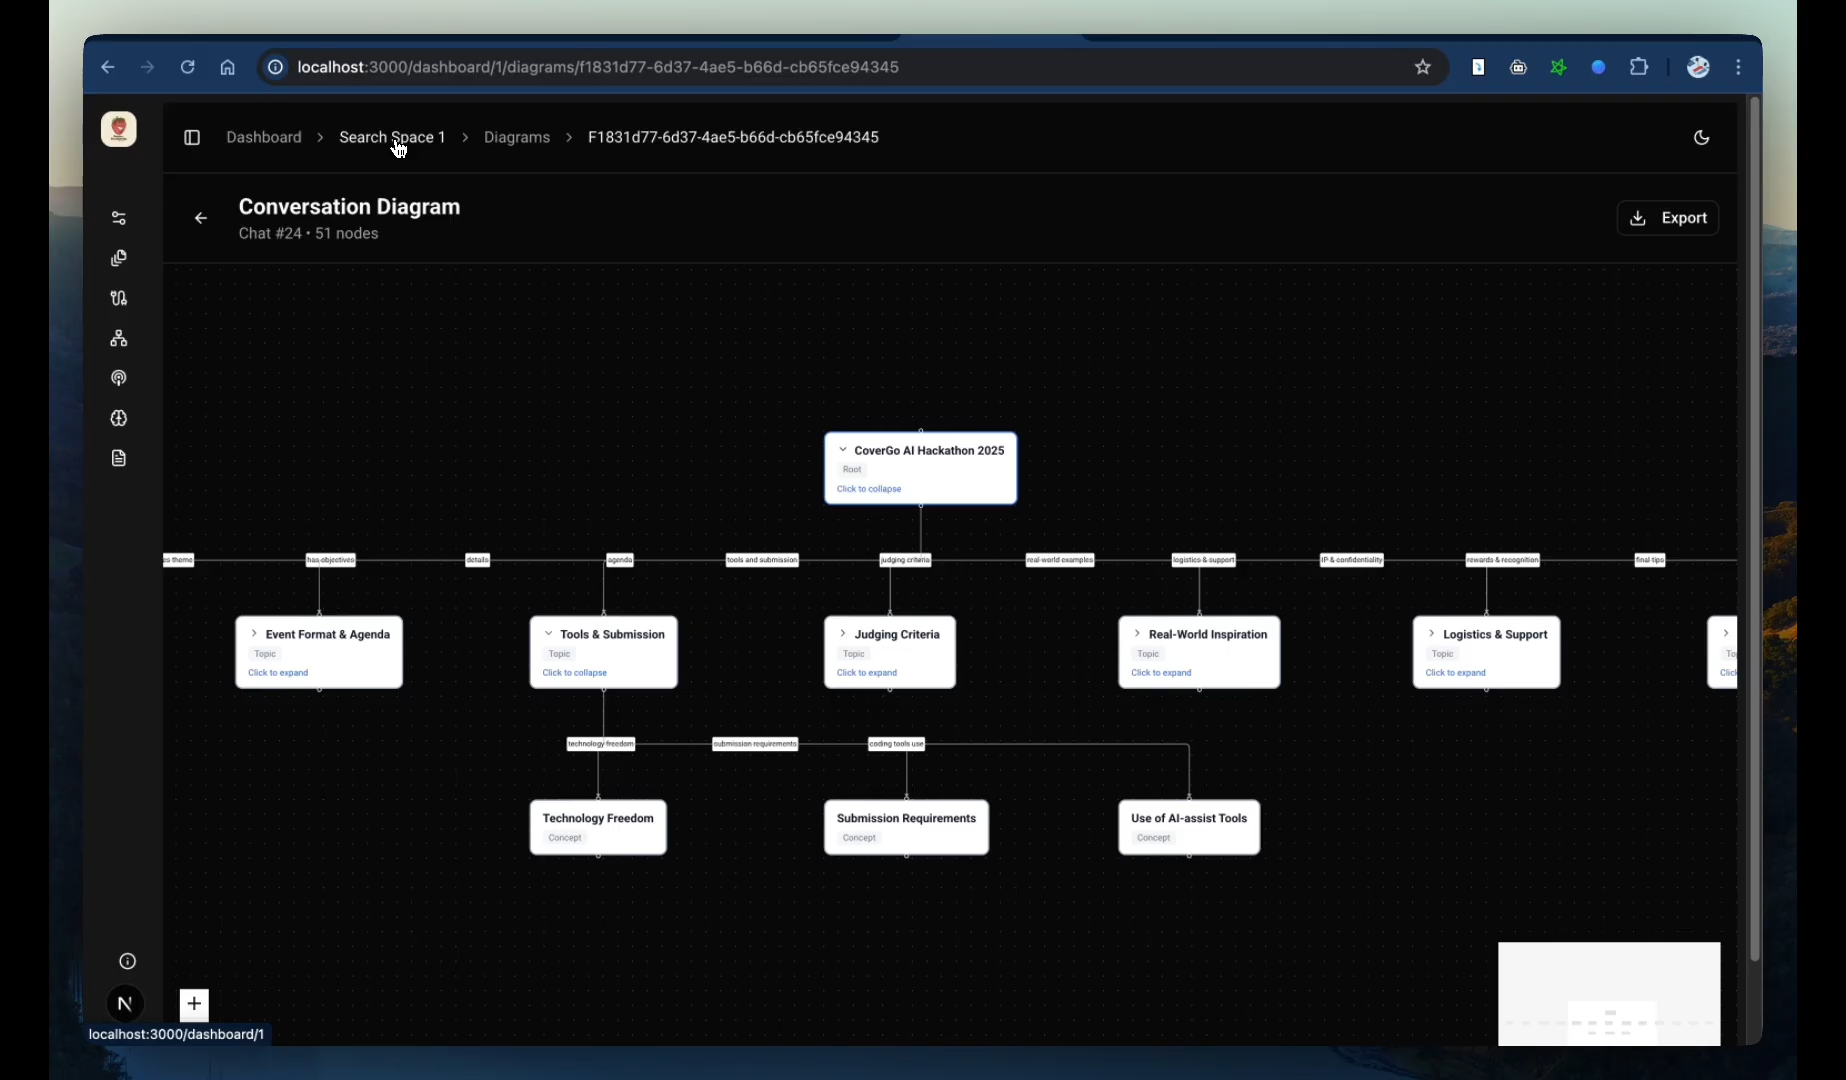 localhost:3000/dashboard/1/diagrams/f1831d77-6d37-4ae5-b66d-cb65fce94345
Dashboard > Search Space 1 > Diagrams > F1831d77-6d37-4ae5-b66d-cb65fce94345
Conversation Diagram
Chat #24 • 51 nodes
Export
CoverGo AI Hackathon 2025
Root
Click to collapse
theme
has objectives
details
agenda
tools and submission
judging criteria
real-world examples
logistics & support
IP & confidentiality
rewards & recognition
final tips
Event Format & Agenda
Topic
Click to expand
Tools & Submission
Topic
Click to collapse
Judging Criteria
Topic
Click to expand
Real-World Inspiration
Topic
Click to expand
Logistics & Support
Topic
Click to expand
technology freedom
submission requirements
coding tools use
Technology Freedom
Concept
Submission Requirements
Concept
Use of AI-assist Tools
Concept
N
localhost:3000/dashboard/1